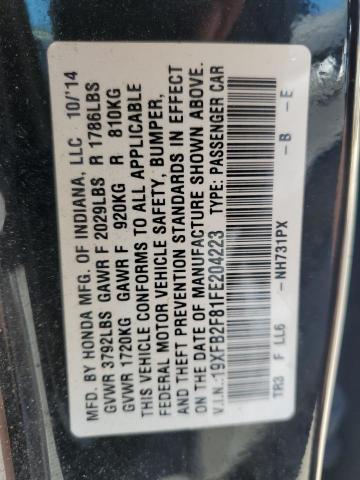 MFD. BY HONDA MFG. OF INDIANA, LLC 10/'14
GVWR 3792LBS GAWR F 2029LBS R 1786LBS
GVWR 1720KG GAWR F 920KG R 810KG
THIS VEHICLE CONFORMS TO ALL APPLICABLE
FEDERAL MOTOR VEHICLE SAFETY, BUMPER,
AND THEFT PREVENTION STANDARDS IN EFFECT
ON THE DATE OF MANUFACTURE SHOWN ABOVE.
V.I.N.:19XFB2F81FE204223 TYPE: PASSENGER CAR
-NH731PX -B -E
TR3 F LL6